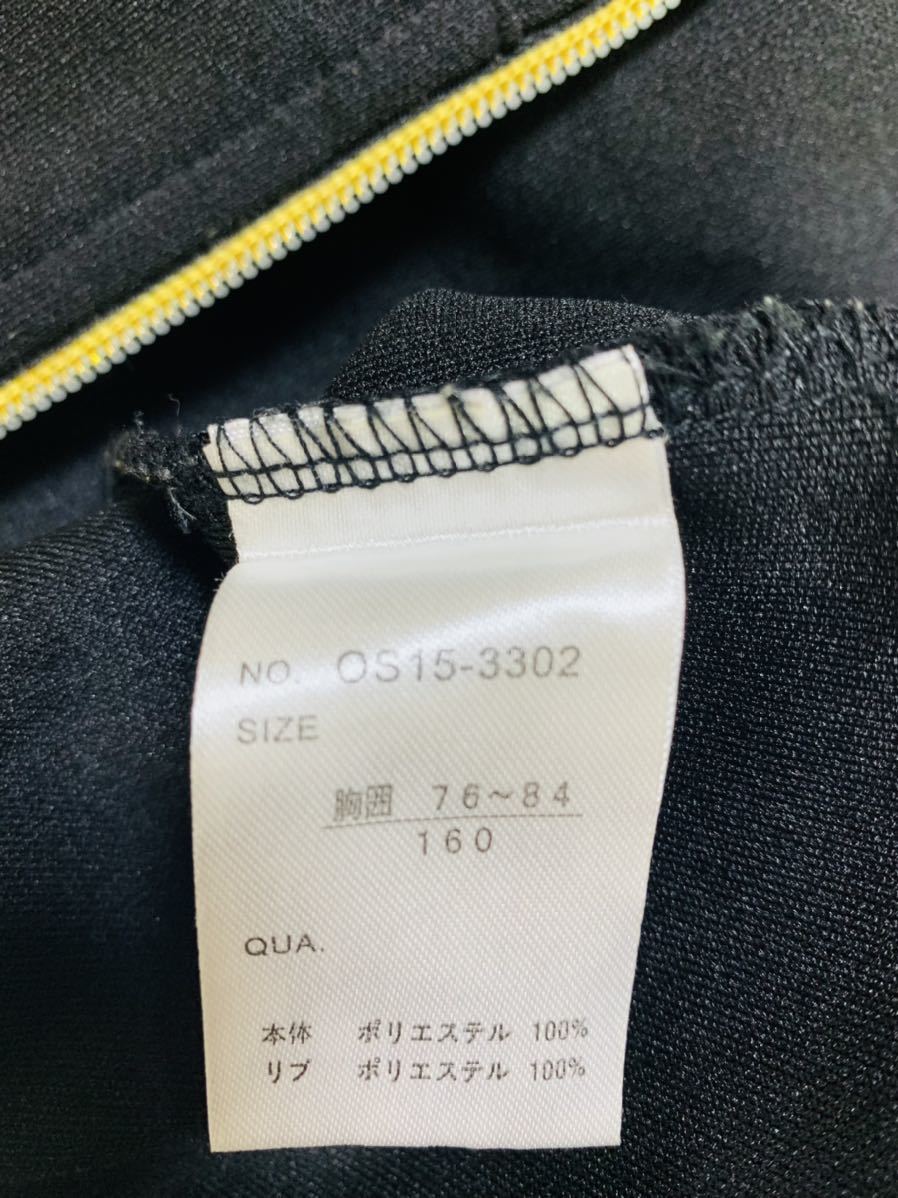 NO. OS15-3302
SIZE
胸囲 76~84
160
QUA.
本体 ポリエステル 100%
リブ ポリエステル 100%